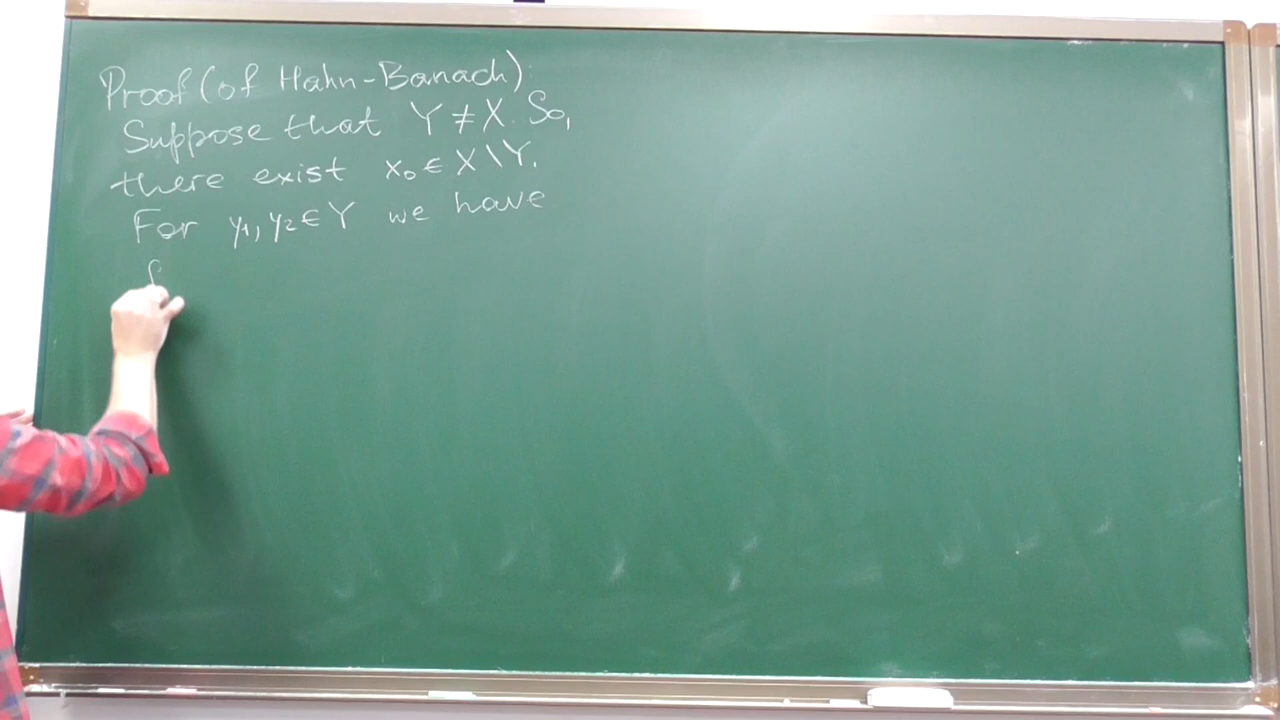 Proof (of Hahn-Banach):
Suppose that Y ≠ X. So,
there exist x₀ ∈ X \ Y.
For y₁, y₂ ∈ Y we have
f